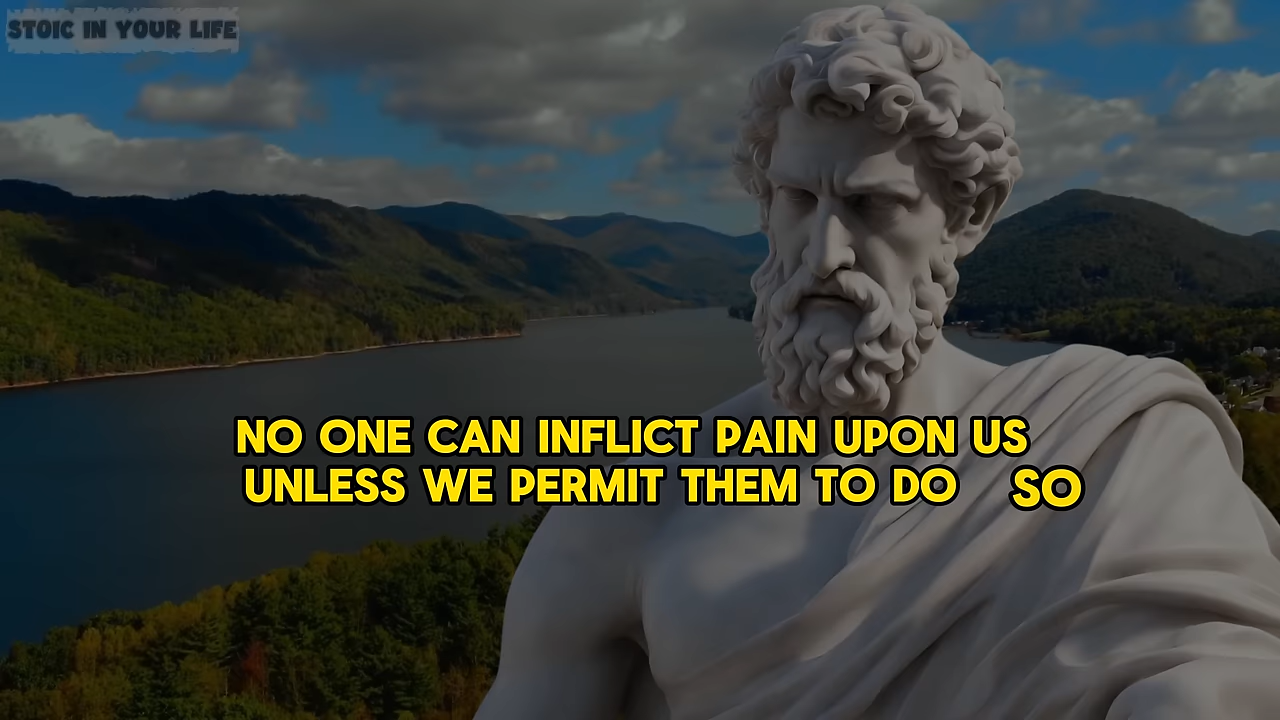 STOIC IN YOUR LIFE
NO ONE CAN INFLICT PAIN UPON US
UNLESS WE PERMIT THEM TO DO SO